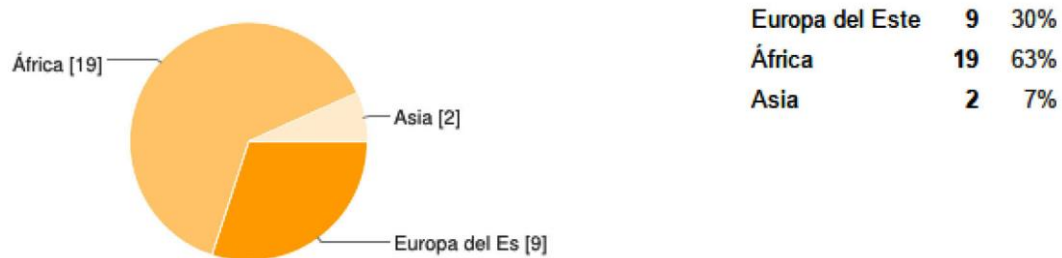 África [19]
Asia [2]
Europa del Es [9]
Europa del Este 9 30%
África 19 63%
Asia 2 7%